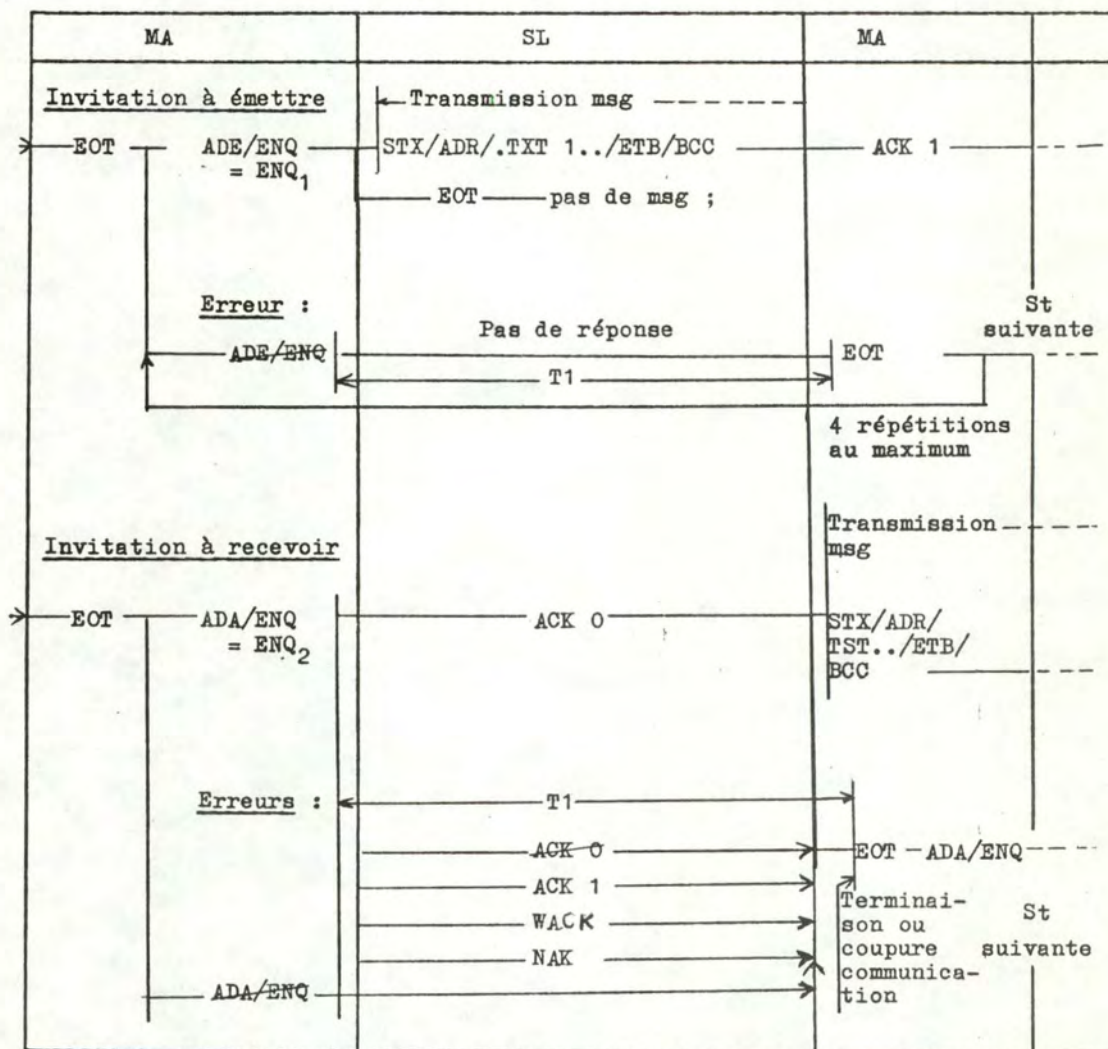 MA SL MA
Invitation à émettre
Transmission msg
EOT ADE/ENQ STX/ADR/.TXT 1../ETB/BCC ACK 1
= ENQ1
EOT pas de msg ;
Erreur :
St
suivante
Pas de réponse
ADE/ENQ EOT
T1
4 répétitions
au maximum
Transmission
msg
Invitation à recevoir
EOT ADA/ENQ ACK 0 STX/ADR/
= ENQ2 TST../ETB/
BCC
Erreurs : T1
ACK 0 EOT ADA/ENQ
ACK 1
Terminai-
son ou
coupure
communica-
tion
St
suivante
WACK
NAK
ADA/ENQ